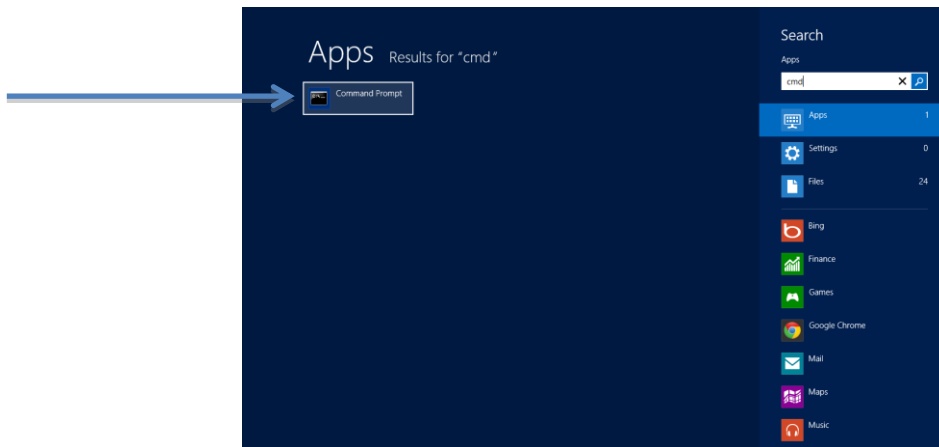 Apps Results for "cmd"
Command Prompt
Search
Apps
cmd
Apps 1
Settings 0
Files 24
Bing
Finance
Games
Google Chrome
Mail
Maps
Music